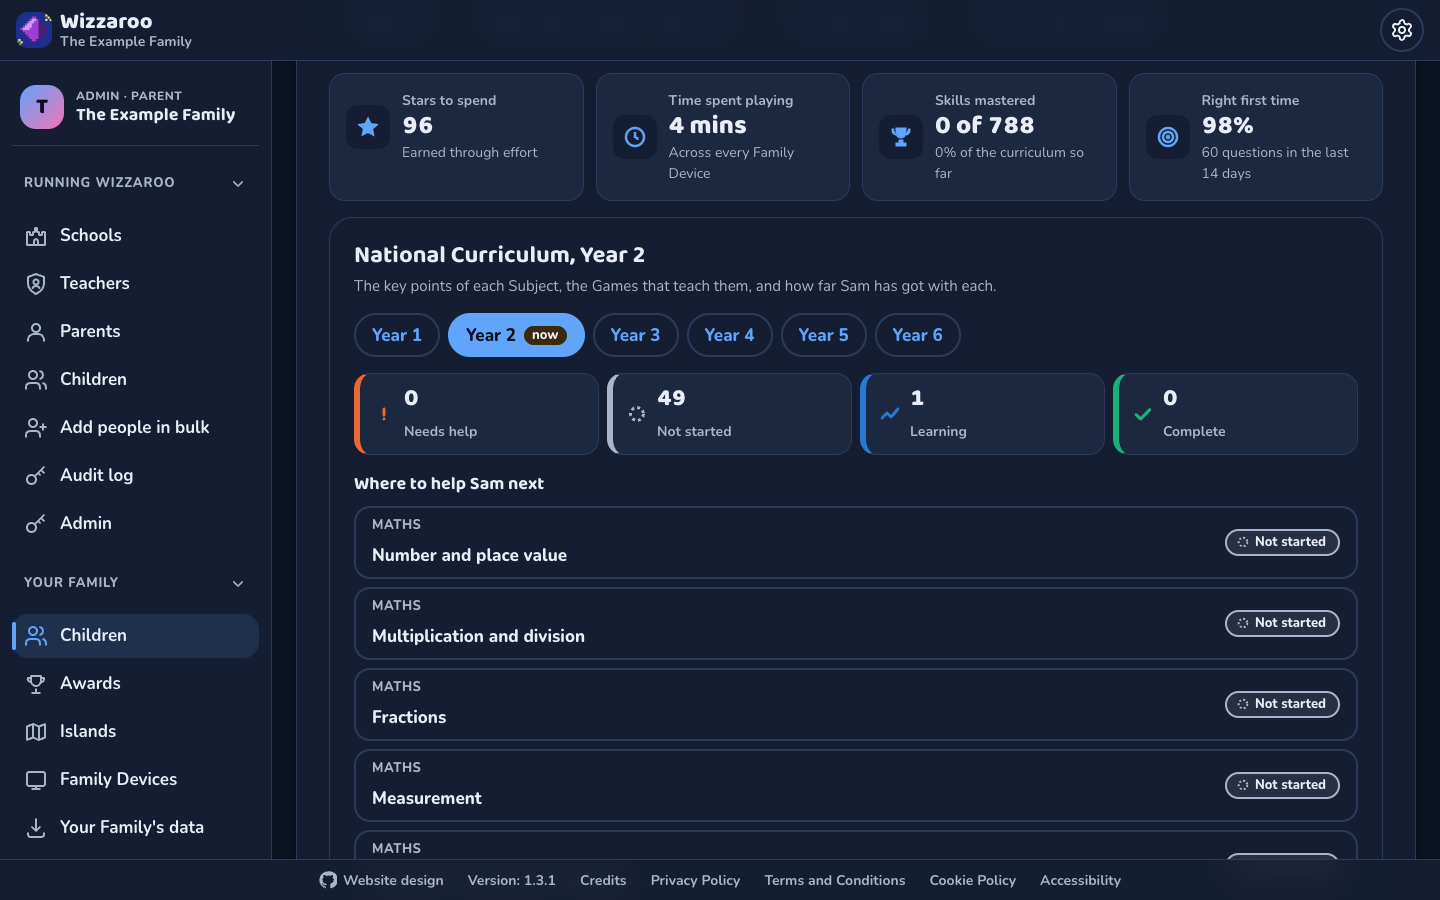 Wizzaroo
The Example Family
ADMIN · PARENT
T
The Example Family
RUNNING WIZZAROO
Schools
Teachers
Parents
Children
Add people in bulk
Audit log
Admin
YOUR FAMILY
Children
Awards
Islands
Family Devices
Your Family's data
Stars to spend
96
Earned through effort
Time spent playing
4 mins
Across every Family
Device
Skills mastered
0 of 788
0% of the curriculum so
far
Right first time
98%
60 questions in the last
14 days
National Curriculum, Year 2
The key points of each Subject, the Games that teach them, and how far Sam has got with each.
Year 1
Year 2 now
Year 3
Year 4
Year 5
Year 6
0
Needs help
49
Not started
1
Learning
0
Complete
Where to help Sam next
MATHS
Number and place value
Not started
MATHS
Multiplication and division
Not started
MATHS
Fractions
Not started
MATHS
Measurement
Not started
MATHS
Website design
Version: 1.3.1
Credits
Privacy Policy
Terms and Conditions
Cookie Policy
Accessibility